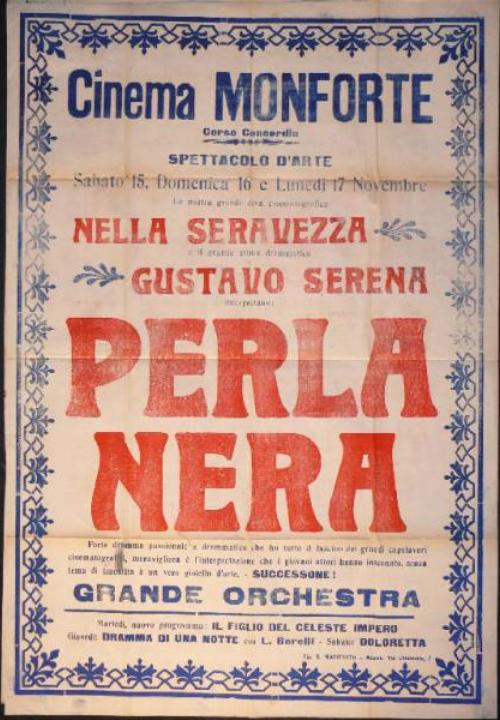 Cinema MONFORTE
Corso Concordia
SPETTACOLO D'ARTE
Sabato 15, Domenica 16 e Lunedì 17 Novembre
La nostra grande diva cinematografica
NELLA SERAVEZZA
e il grande attore drammatico
GUSTAVO SERENA
interpretano:
PERLA
NERA
Forte dramma passionale e drammatico che ha tutto il fascino dei grandi capolavori
cinematografici, meravigliosa è l'interpretazione che i giovani attori hanno
tema di è un vero gioiello d'arte. - SUCCESSONE!
GRANDE ORCHESTRA
Martedì, nuovo programma: IL FIGLIO DEL CELESTE IMPERO
Giovedì: DRAMMA DI UNA NOTTE con L. Borelli - Sabato DOLORETTA